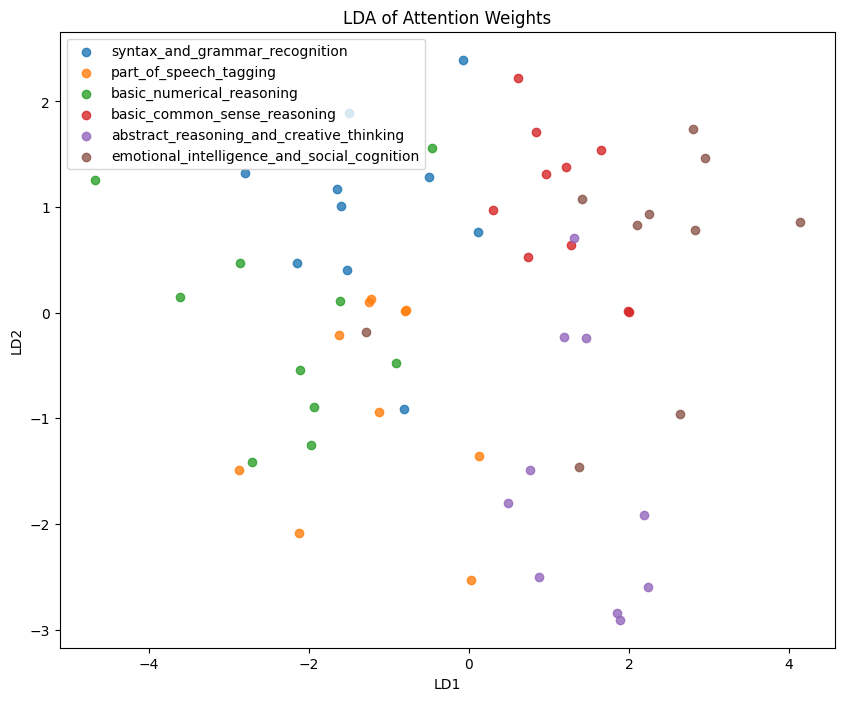 LDA of Attention Weights
syntax_and_grammar_recognition
part_of_speech_tagging
basic_numerical_reasoning
basic_common_sense_reasoning
abstract_reasoning_and_creative_thinking
emotional_intelligence_and_social_cognition
2
1
0
−1
−2
−3
LD2
−4
−2
0
2
4
LD1